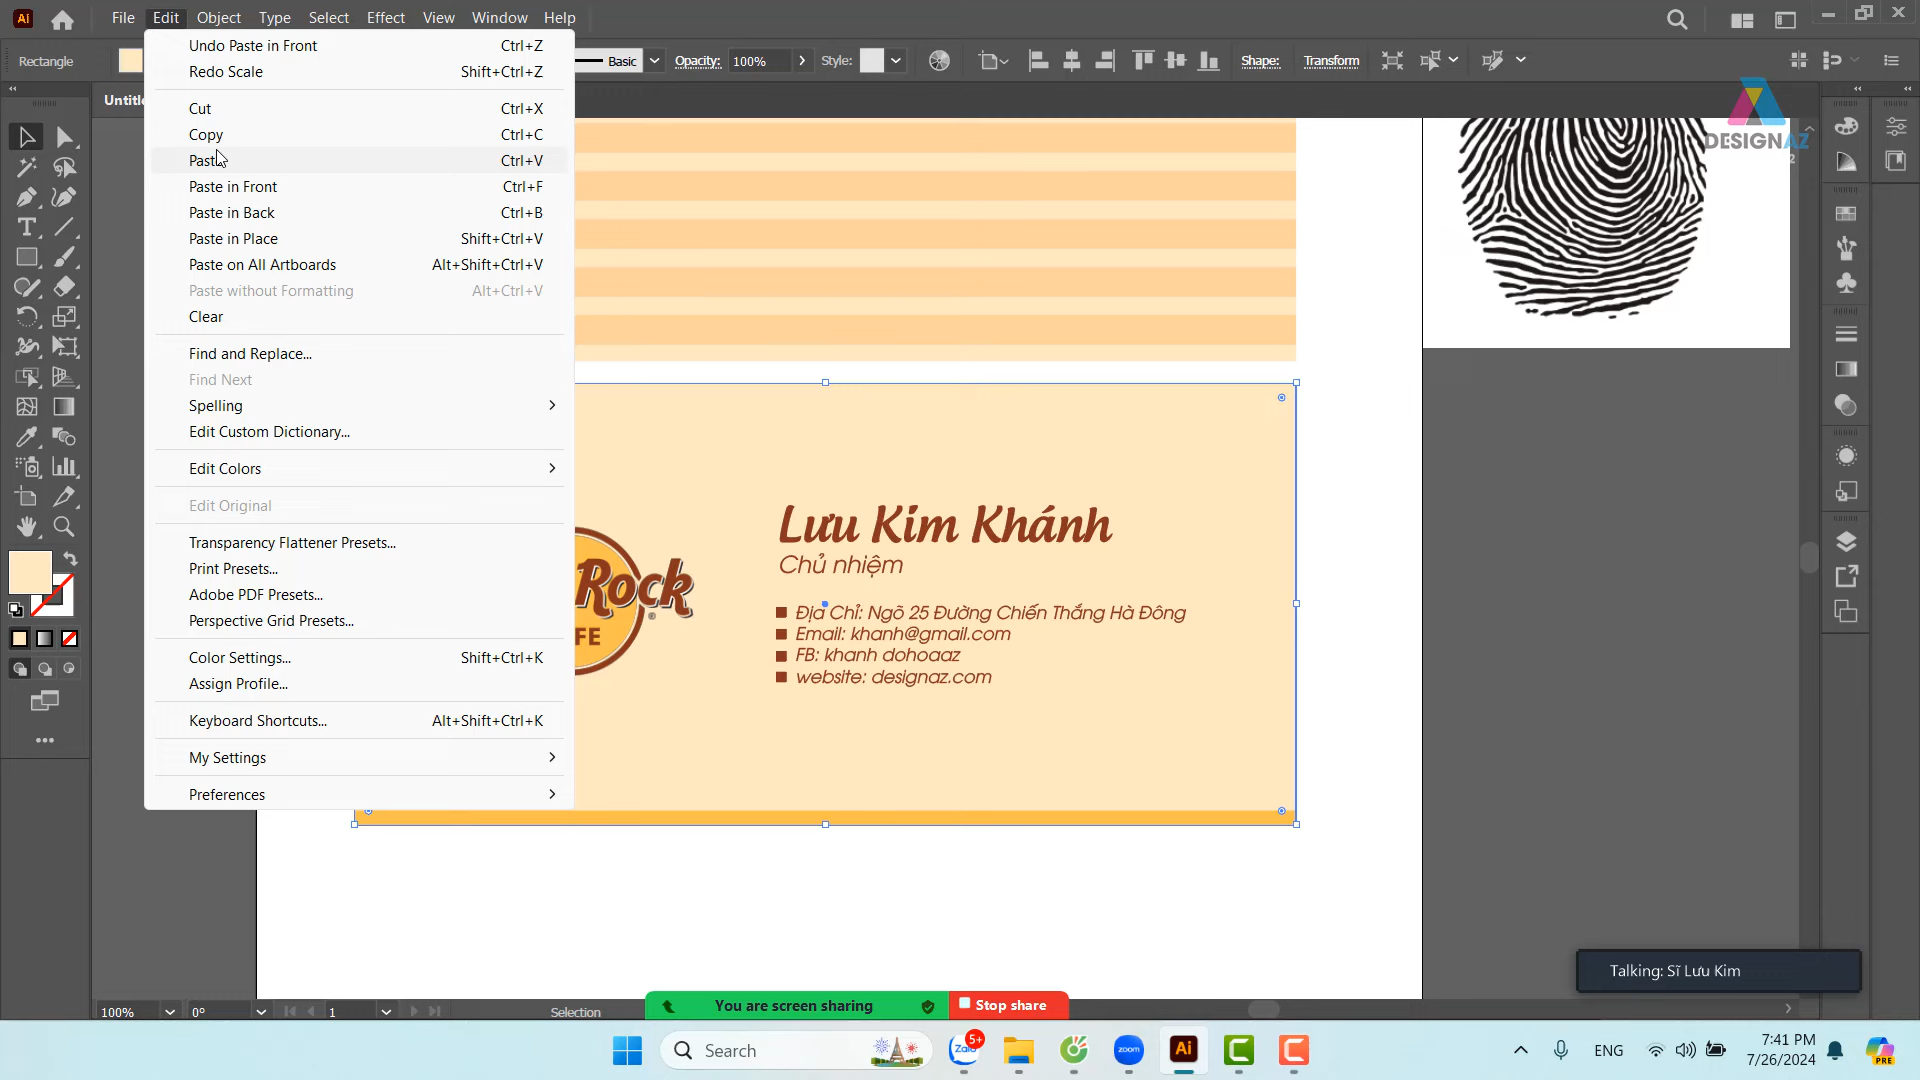 File Edit Object Type Select Effect View Window Help
Rectangle
Basic
Opacity: 100%
Style:
Shape: Transform
Undo Paste in Front Ctrl+Z
Redo Scale Shift+Ctrl+Z
Cut Ctrl+X
Copy Ctrl+C
Paste Ctrl+V
Paste in Front Ctrl+F
Paste in Back Ctrl+B
Paste in Place Shift+Ctrl+V
Paste on All Artboards Alt+Shift+Ctrl+V
Paste without Formatting Alt+Ctrl+V
Clear
Find and Replace...
Find Next
Spelling
Edit Custom Dictionary...
Edit Colors
Edit Original
Transparency Flattener Presets...
Print Presets...
Adobe PDF Presets...
Perspective Grid Presets...
Color Settings... Shift+Ctrl+K
Assign Profile...
Keyboard Shortcuts... Alt+Shift+Ctrl+K
My Settings
Preferences
DESIGNAZ
Rock
Lưu Kim Khánh
Chủ nhiệm
Địa Chỉ: Ngõ 25 Đường Chiến Thắng Hà Đông
Email: khanh@gmail.com
FB: khanh dohoaaz
website: designaz.com
Talking: Sĩ Lưu Kim
100% 0° 1 Selection
You are screen sharing Stop share
Search
Zalo 5+
zoom
Ai
ENG
7:41 PM
7/26/2024
PRE